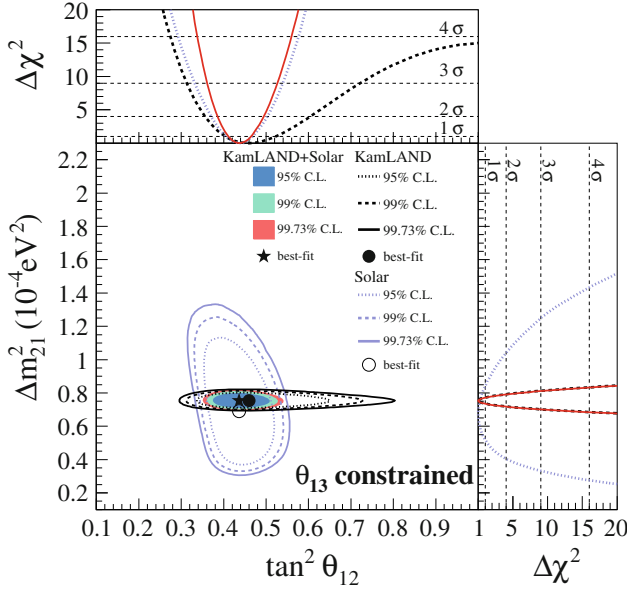 20
15
10
5
Δχ²
4σ
3σ
2σ
1σ
KamLAND+Solar
95% C.L.
99% C.L.
99.73% C.L.
best-fit
KamLAND
95% C.L.
99% C.L.
99.73% C.L.
best-fit
Solar
95% C.L.
99% C.L.
99.73% C.L.
best-fit
θ₁₃ constrained
2.2
2
1.8
1.6
1.4
1.2
1
0.8
0.6
0.4
0.2
Δm²₂₁ (10⁻⁴eV²)
1σ
2σ
3σ
4σ
0.1 0.2 0.3 0.4 0.5 0.6 0.7 0.8 0.9 1 5 10 15 20
tan² θ₁₂
Δχ²